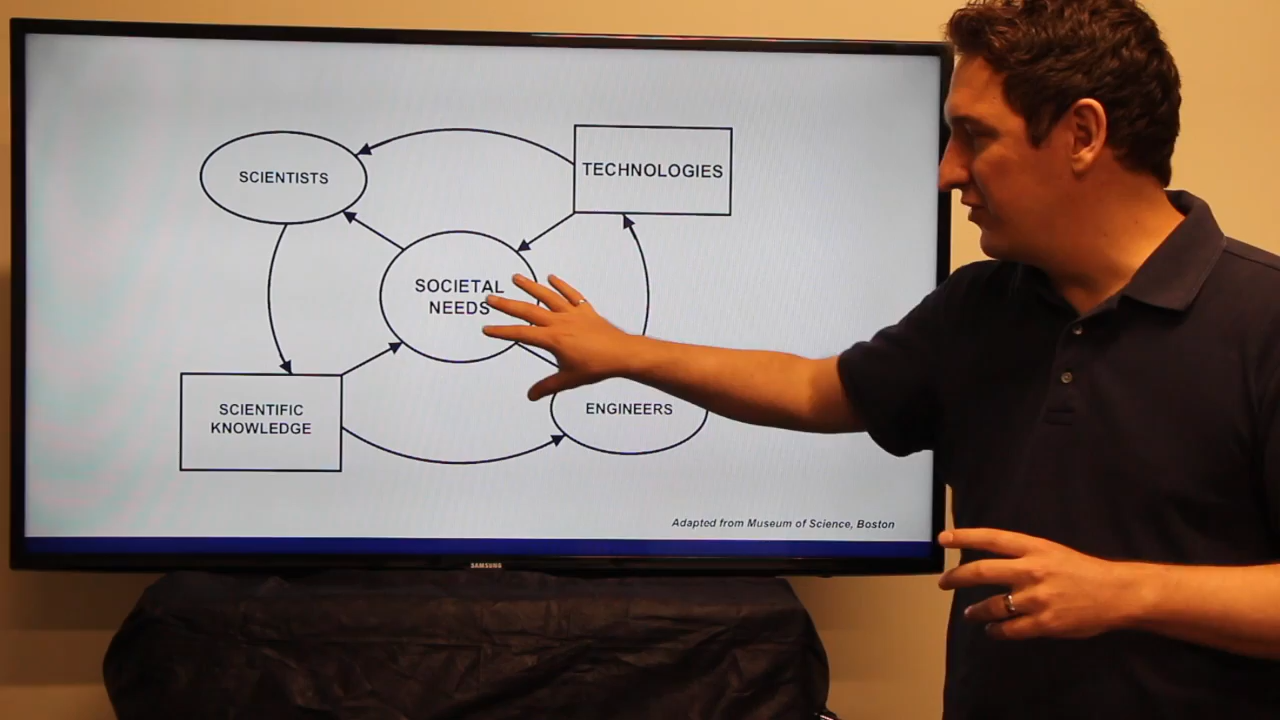 TECHNOLOGIES
SCIENTISTS
SOCIETAL
NEEDS
SCIENTIFIC
KNOWLEDGE
ENGINEERS
Adapted from Museum of Science, Boston
SAMSUNG